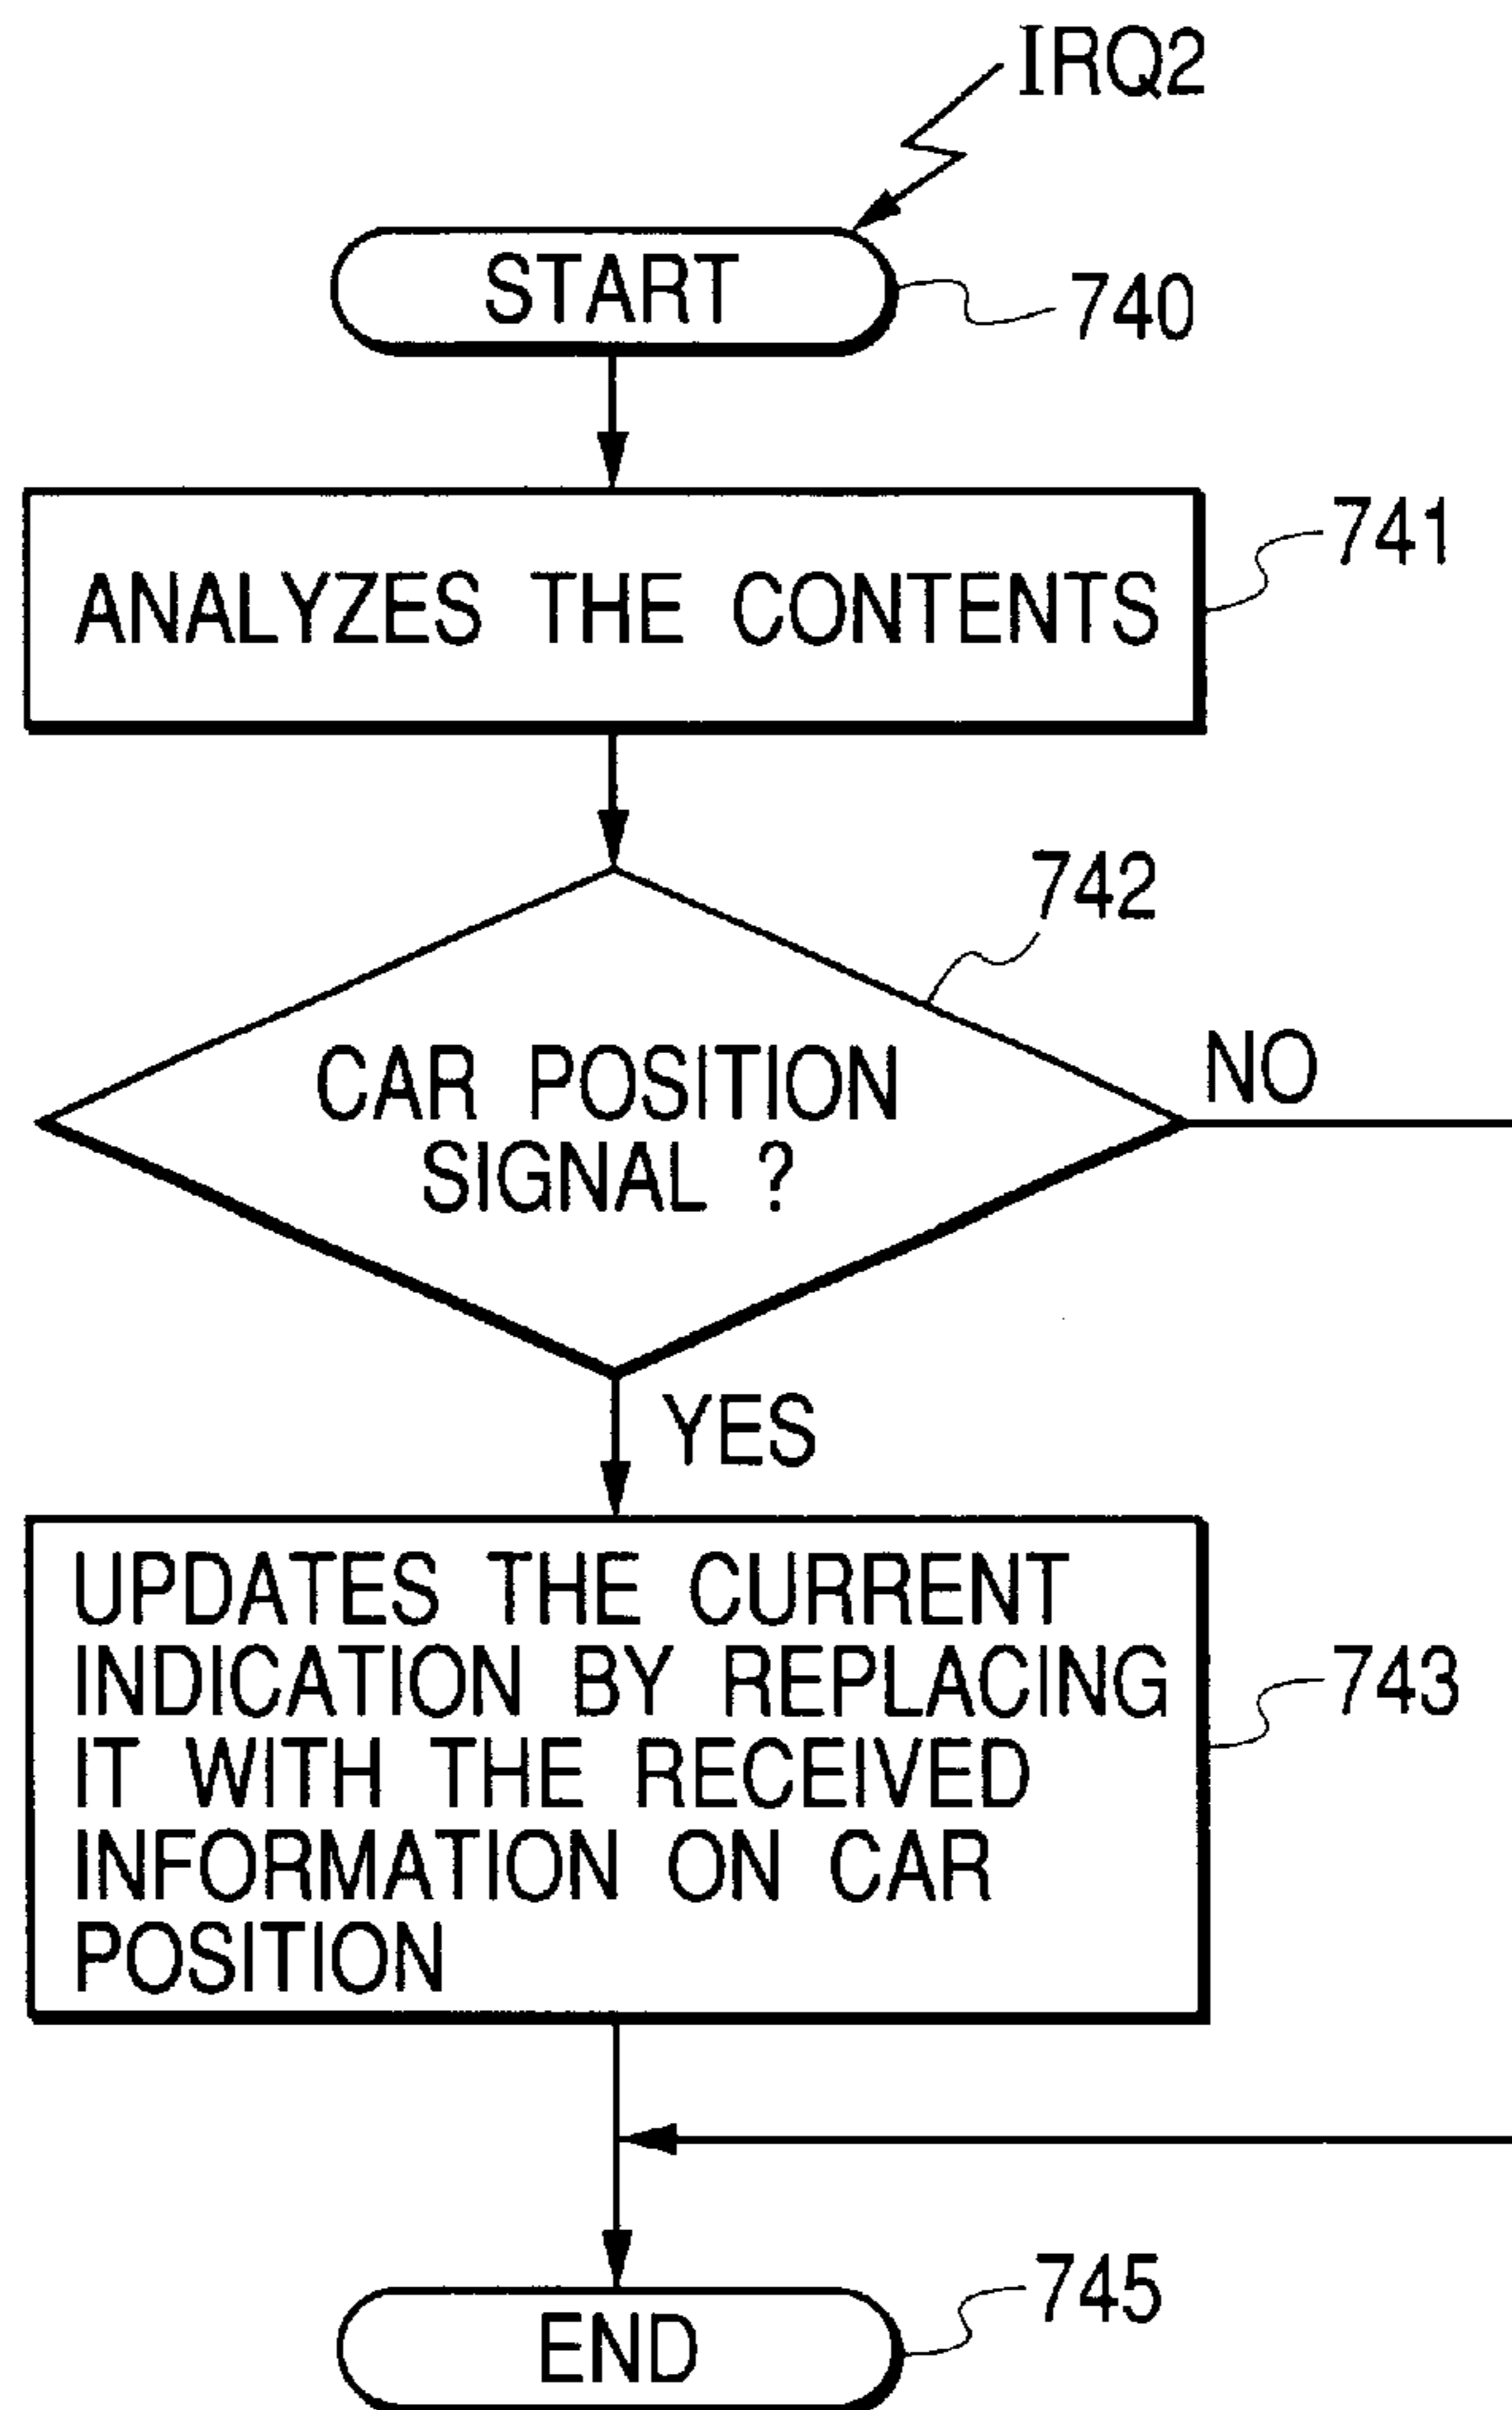 IRQ2
START
740
741
ANALYZES THE CONTENTS
742
CAR POSITION
SIGNAL ?
NO
YES
UPDATES THE CURRENT
INDICATION BY REPLACING
IT WITH THE RECEIVED
INFORMATION ON CAR
POSITION
743
745
END